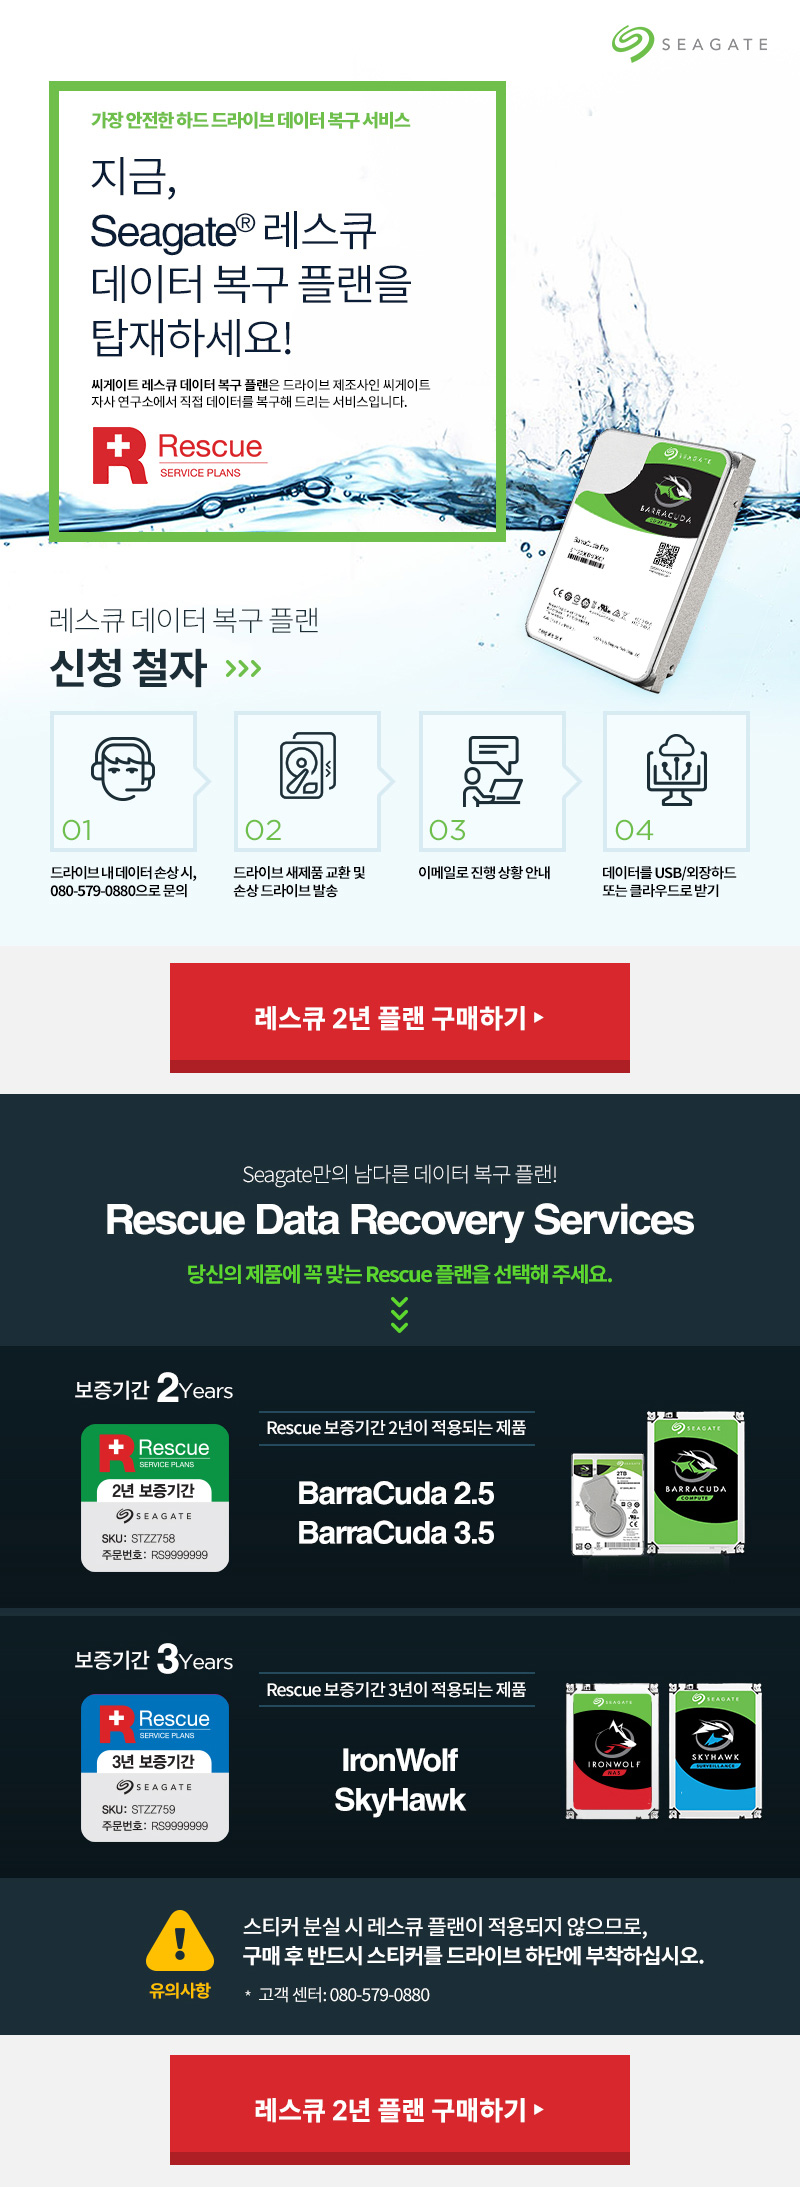 SEAGATE
가장 안전한 하드 드라이브 데이터 복구 서비스
지금,
Seagate® 레스큐
데이터 복구 플랜을
탑재하세요!
씨게이트 레스큐 데이터 복구 플랜은 드라이브 제조사인 씨게이트
자사 연구소에서 직접 데이터를 복구해 드리는 서비스입니다.
R Rescue
SERVICE PLANS
SEAGATE
BARRACUDA
BarraCuda Pro
레스큐 데이터 복구 플랜
신청 철자
01
드라이브 내 데이터 손상 시,
080-579-0880으로 문의
02
드라이브 새제품 교환 및
손상 드라이브 발송
03
이메일로 진행 상황 안내
04
데이터를 USB/외장하드
또는 클라우드로 받기
레스큐 2년 플랜 구매하기
Seagate만의 남다른 데이터 복구 플랜!
Rescue Data Recovery Services
당신의 제품에 꼭 맞는 Rescue 플랜을 선택해 주세요.
보증기간 2Years
R Rescue
SERVICE PLANS
2년 보증기간
SEAGATE
SKU: STZZ758
주문번호: RS9999999
Rescue 보증기간 2년이 적용되는 제품
BarraCuda 2.5
BarraCuda 3.5
2TB
SEAGATE
BARRACUDA
COMPUTE
보증기간 3Years
R Rescue
SERVICE PLANS
3년 보증기간
SEAGATE
SKU: STZZ759
주문번호: RS9999999
Rescue 보증기간 3년이 적용되는 제품
IronWolf
SkyHawk
SEAGATE
IRONWOLF
NAS
SEAGATE
SKYHAWK
SURVEILLANCE
유의사항
스티커 분실 시 레스큐 플랜이 적용되지 않으므로,
구매 후 반드시 스티커를 드라이브 하단에 부착하십시오.
* 고객 센터: 080-579-0880
레스큐 2년 플랜 구매하기